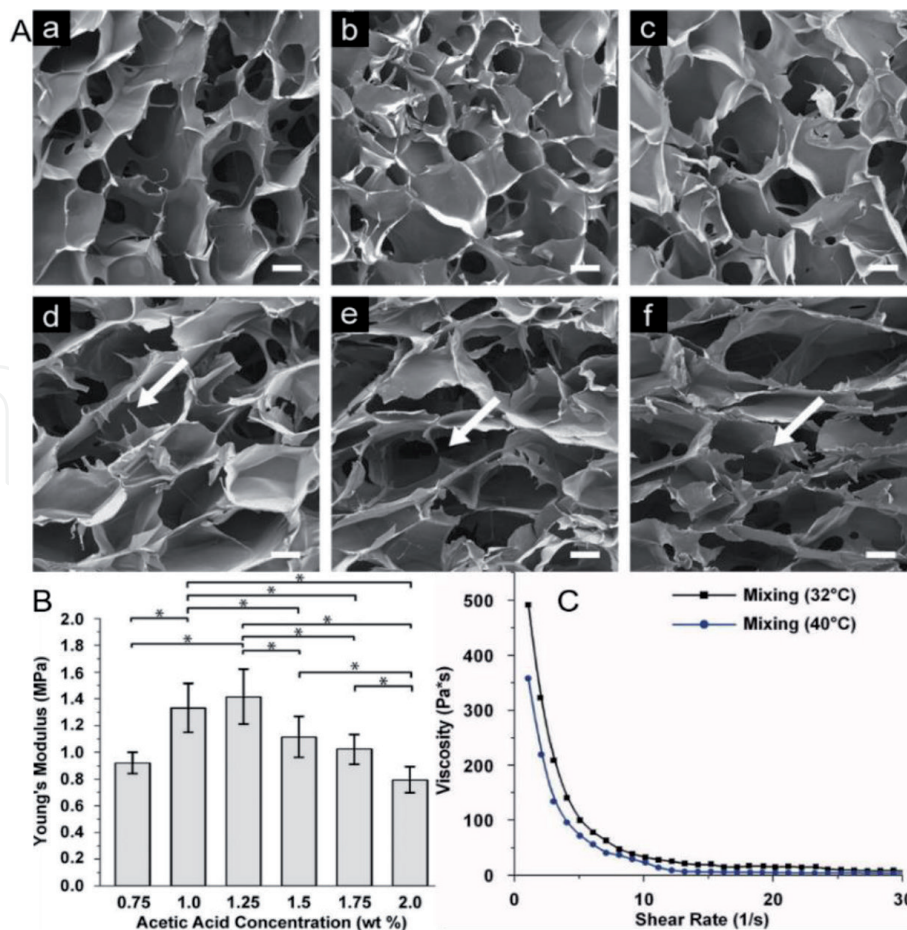 A
a
b
c
d
e
f
B
2.0
1.8
1.6
1.4
1.2
1.0
0.8
0.6
0.4
0.2
0.0
Young's Modulus (MPa)
* * * * * * * * * *
0.75 1.0 1.25 1.5 1.75 2.0
Acetic Acid Concentration (wt %)
C
Mixing (32°C)
Mixing (40°C)
500
400
300
200
100
0
Viscosity (Pa*s)
0 10 20 30
Shear Rate (1/s)